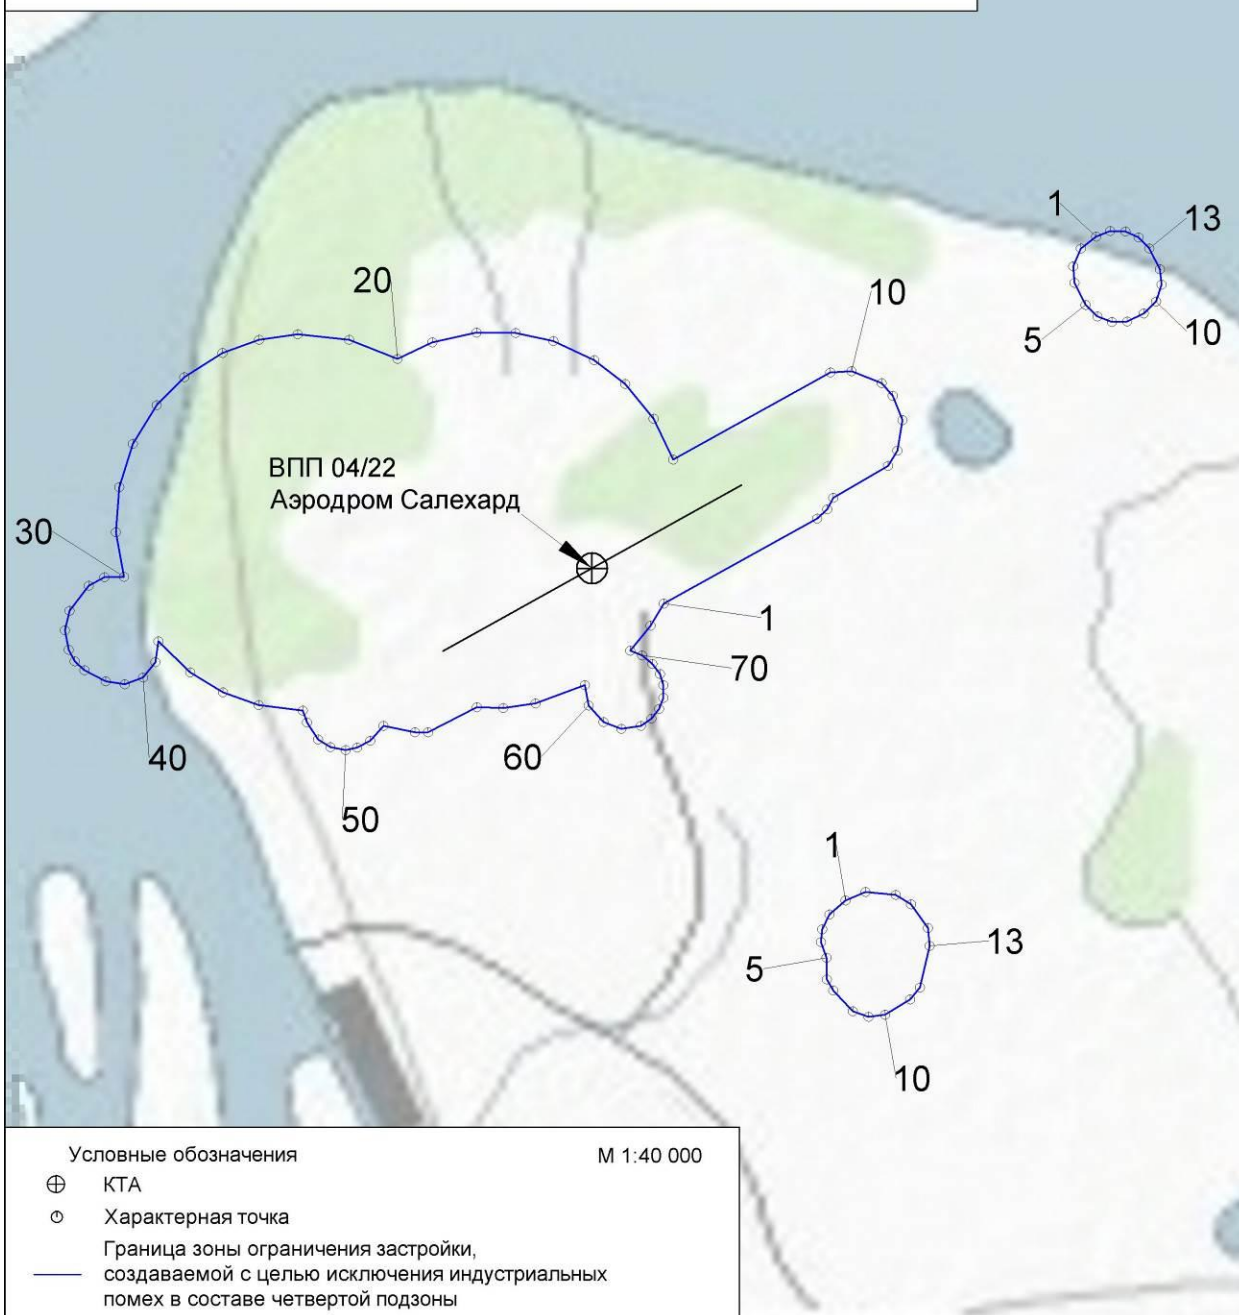 1
13
20
10
5
10
ВПП 04/22
Аэродром Салехард
30
1
70
40
60
50
1
13
5
10
Условные обозначения
М 1:40 000
КТА
Характерная точка
Граница зоны ограничения застройки,
создаваемой с целью исключения индустриальных
помех в составе четвертой подзоны